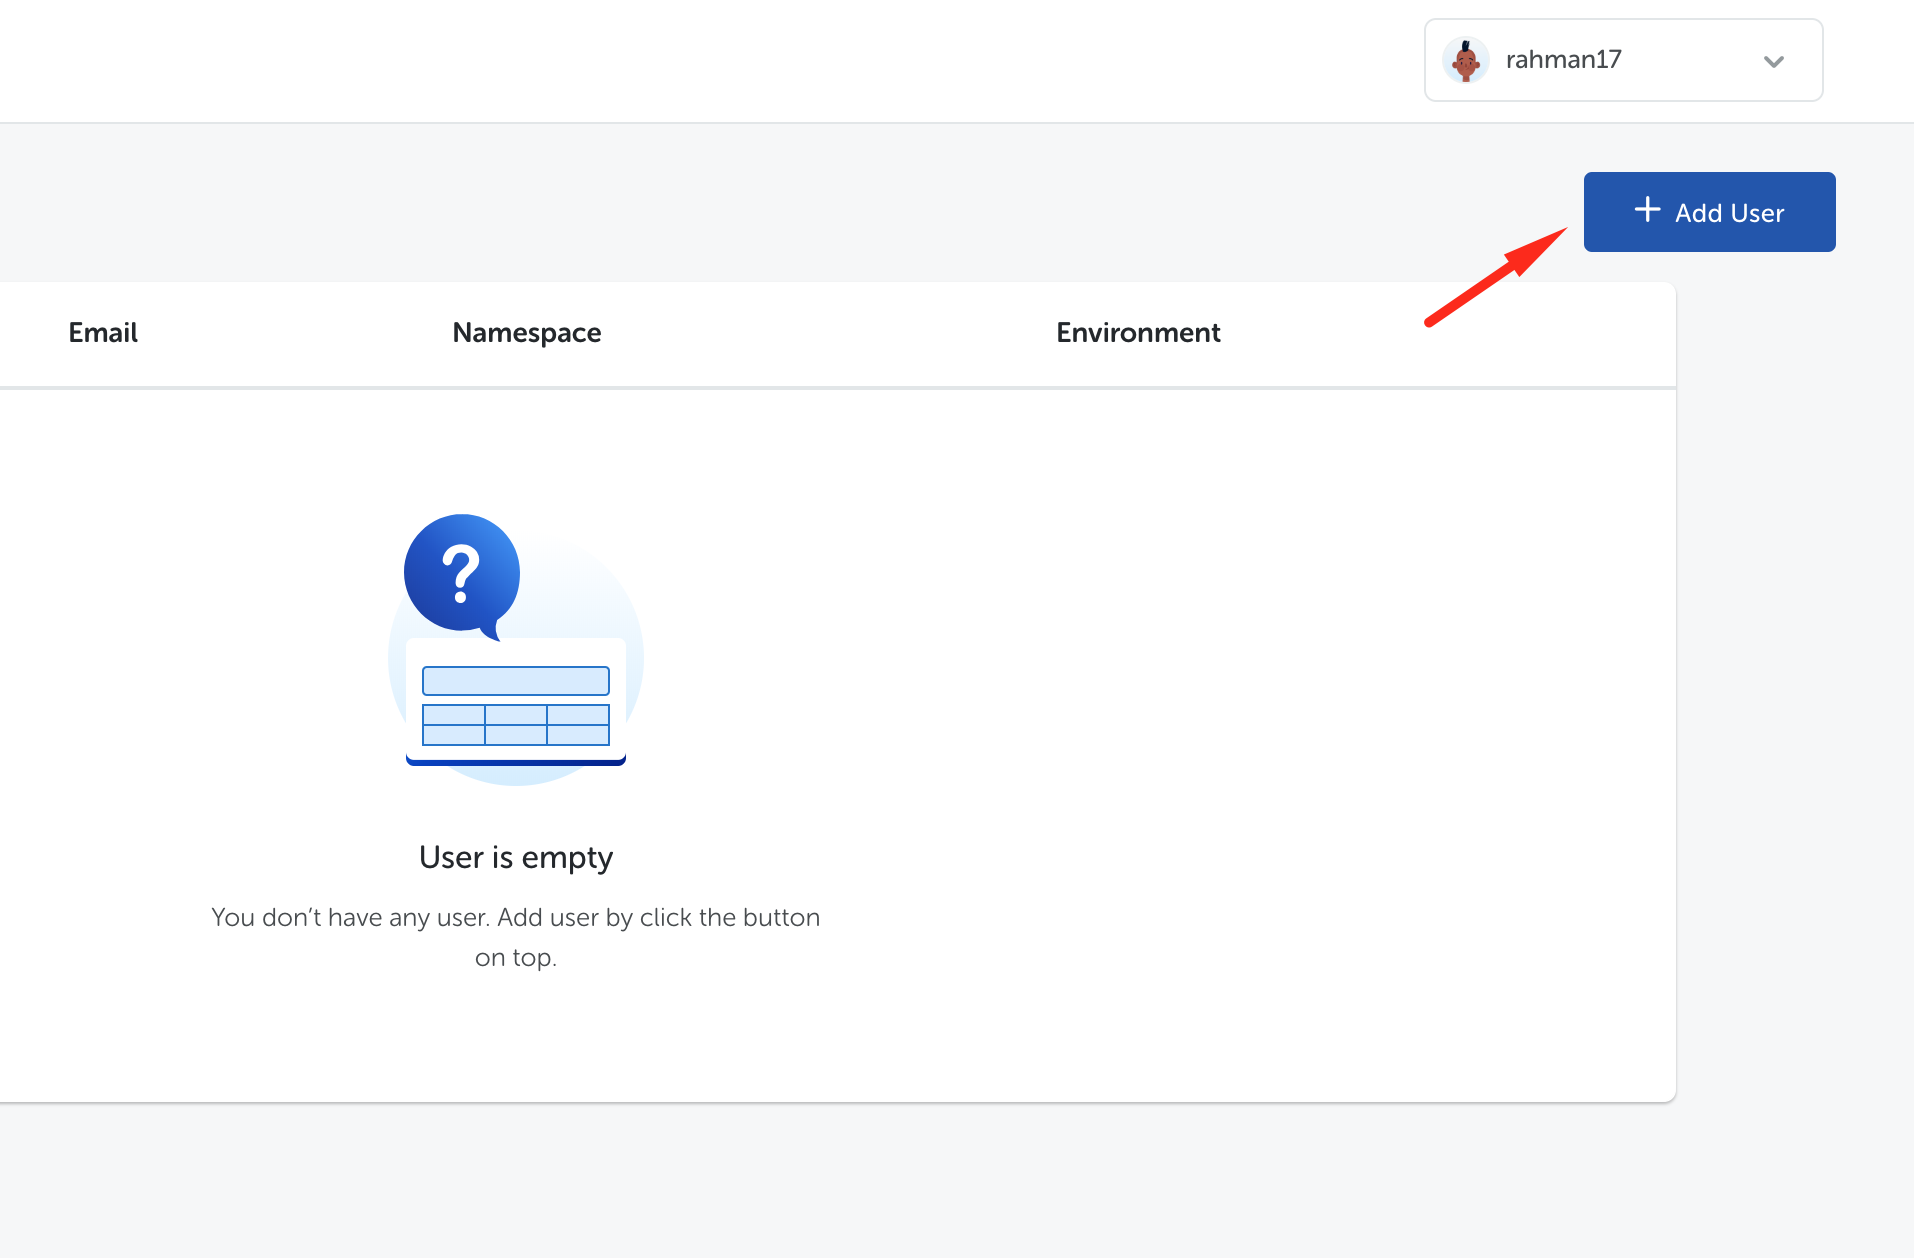 rahman17
+ Add User
Email Namespace Environment
?
User is empty
You don’t have any user. Add user by click the button
on top.